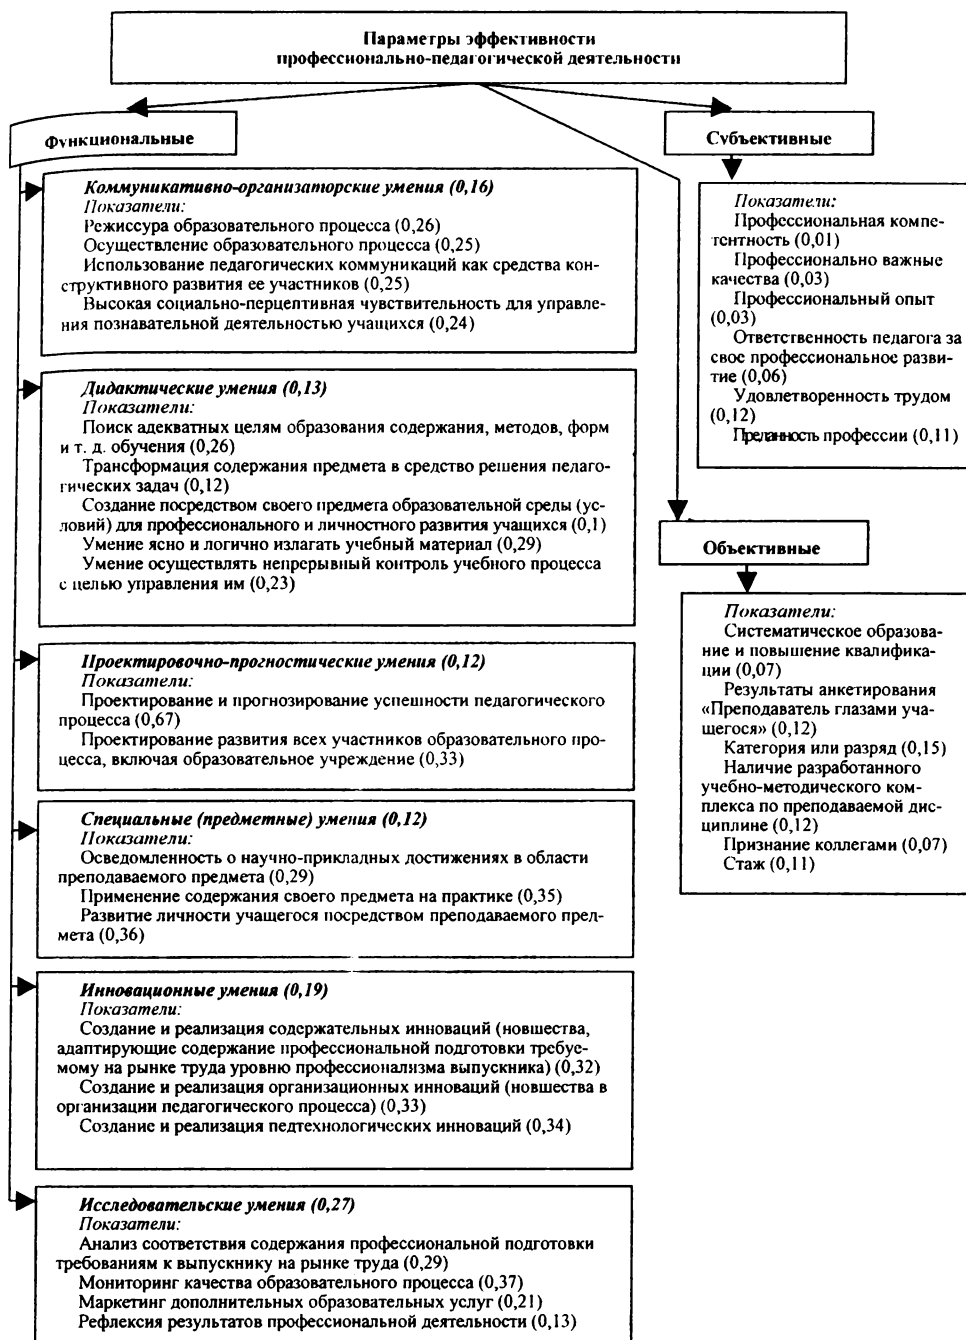 Параметры эффективности
профессионально-педагогической деятельности
Функциональные
Коммуникативно-организаторские умения (0,16)
Показатели:
Режиссура образовательного процесса (0,26)
Осуществление образовательного процесса (0,25)
Использование педагогических коммуникаций как средства кон-
структивного развития ее участников (0,25)
Высокая социально-перцептивная чувствительность для управле-
ния познавательной деятельностью учащихся (0,24)
Дидактические умения (0,13)
Показатели:
Поиск адекватных целям образования содержания, методов, форм
и т. д. обучения (0,26)
Трансформация содержания предмета в средство решения педаго-
гических задач (0,12)
Создание посредством своего предмета образовательной среды (ус-
ловий) для профессионального и личностного развития учащихся (0,1)
Умение ясно и логично излагать учебный материал (0,29)
Умение осуществлять непрерывный контроль учебного процесса
с целью управления им (0,23)
Проектировочно-прогностические умения (0,12)
Показатели:
Проектирование и прогнозирование успешности педагогического
процесса (0,67)
Проектирование развития всех участников образовательного про-
цесса, включая образовательное учреждение (0,33)
Специальные (предметные) умения (0,12)
Показатели:
Осведомленность о научно-прикладных достижениях в области
преподаваемого предмета (0,29)
Применение содержания своего предмета на практике (0,35)
Развитие личности учащегося посредством преподаваемого пред-
мета (0,36)
Инновационные умения (0,19)
Показатели:
Создание и реализация содержательных инноваций (новшества,
адаптирующие содержание профессиональной подготовки требуе-
мому на рынке труда уровню профессионализма выпускника) (0,32)
Создание и реализация организационных инноваций (новшества в
организации педагогического процесса) (0,33)
Создание и реализация педтехнологических инноваций (0,34)
Исследовательские умения (0,27)
Показатели:
Анализ соответствия содержания профессиональной подготовки
требованиям к выпускнику на рынке труда (0,29)
Мониторинг качества образовательного процесса (0,37)
Маркетинг дополнительных образовательных услуг (0,21)
Рефлексия результатов профессиональной деятельности (0,13)
Субъективные
Показатели:
Профессиональная компе-
тентность (0,01)
Профессионально важные
качества (0,03)
Профессиональный опыт
(0,03)
Ответственность педагога за
свое профессиональное разви-
тие (0,06)
Удовлетворенность трудом
(0,12)
Преданность профессии (0,11)
Объективные
Показатели:
Систематическое образова-
ние и повышение квалифика-
ции (0,07)
Результаты анкетирования
«Преподаватель глазами уча-
щегося» (0,12)
Категория или разряд (0,15)
Наличие разработанного
учебно-методического ком-
плекса по преподаваемой дис-
циплине (0,12)
Признание коллегами (0,07)
Стаж (0,11)